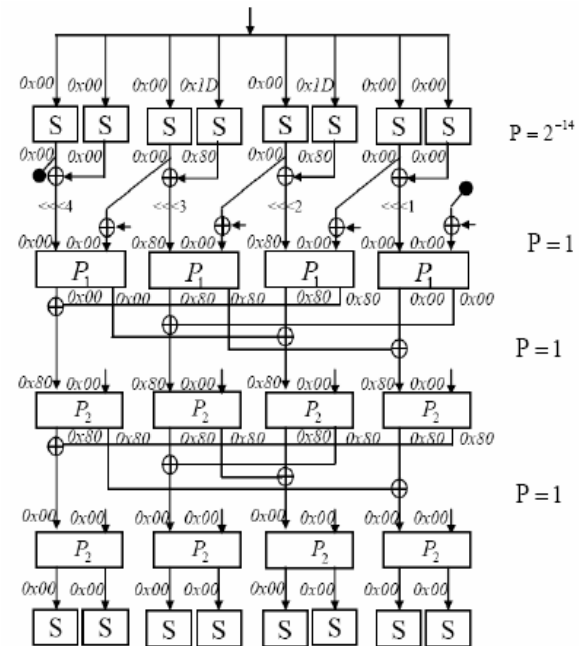 0x00 0x00 0x00 0x1D 0x00 0x1D 0x00 0x00
S S S S S S S S
P = 2^{-14}
0x00 0x00 0x00 0x80 0x00 0x80 0x00 0x00
<<<4 <<<3 <<<2 <<<1
0x00 0x00 0x80 0x00 0x80 0x00 0x00 0x00
P = 1
P₁ P₁ P₁ P₁
0x00 0x00 0x80 0x80 0x80 0x80 0x00 0x00
P = 1
0x80 0x00 0x80 0x00 0x80 0x00 0x80 0x00
P₂ P₂ P₂ P₂
0x80 0x80 0x80 0x80 0x80 0x80 0x80 0x80
P = 1
0x00 0x00 0x00 0x00 0x00 0x00 0x00 0x00
P₂ P₂ P₂ P₂
0x00 0x00 0x00 0x00 0x00 0x00 0x00 0x00
S S S S S S S S